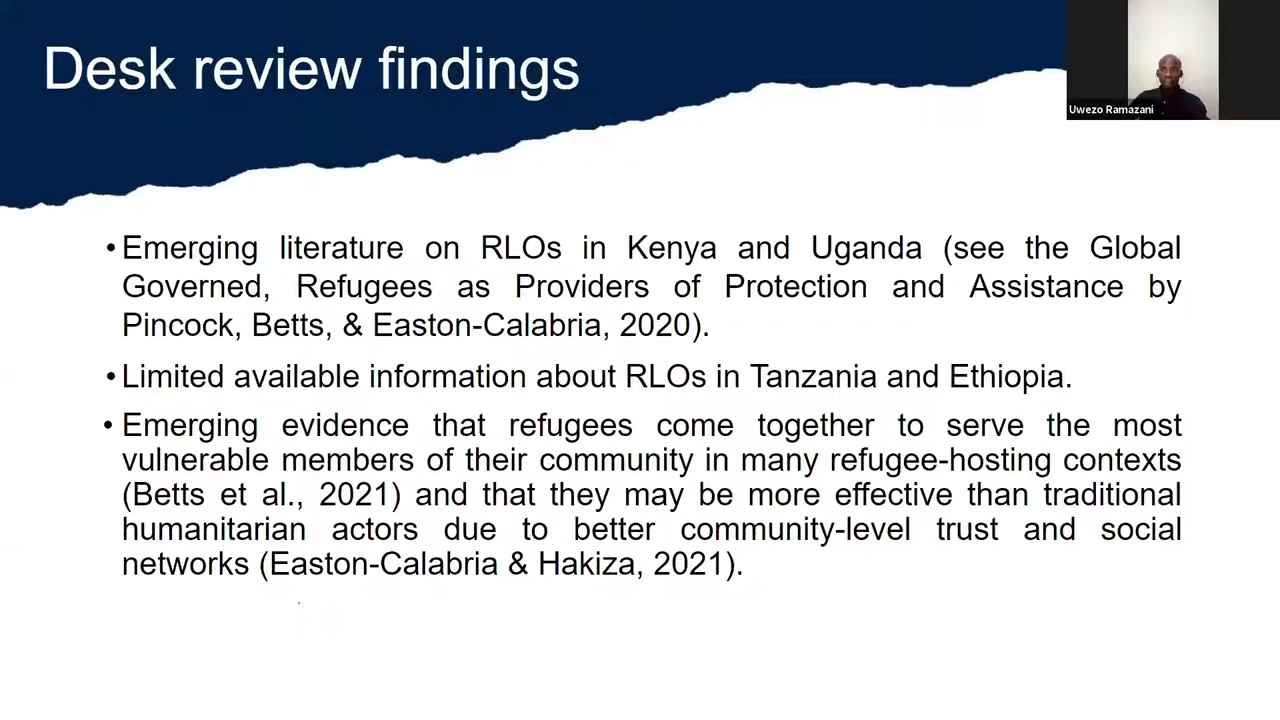 Desk review findings
Uwezo Ramazani
•Emerging literature on RLOs in Kenya and Uganda (see the Global
Governed, Refugees as Providers of Protection and Assistance by
Pincock, Betts, & Easton-Calabria, 2020).
•Limited available information about RLOs in Tanzania and Ethiopia.
•Emerging evidence that refugees come together to serve the most
vulnerable members of their community in many refugee-hosting contexts
(Betts et al., 2021) and that they may be more effective than traditional
humanitarian actors due to better community-level trust and social
networks (Easton-Calabria & Hakiza, 2021).